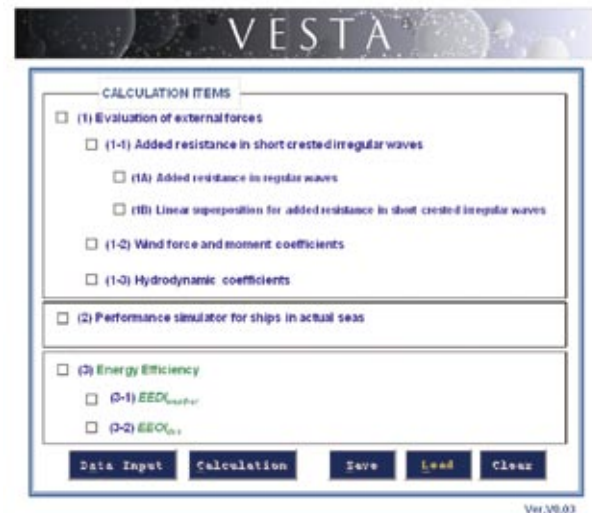 VESTA
CALCULATION ITEMS
(1) Evaluation of external forces
(1-1) Added resistance in short crested irregular waves
(1A) Added resistance in regular waves
(1B) Linear superposition for added resistance in short crested irregular waves
(1-2) Wind force and moment coefficients
(1-3) Hydrodynamic coefficients
(2) Performance simulator for ships in actual seas
(3) Energy Efficiency
(3-1) EEDIweather
(3-2) EEOI
Data Input Calculation Save Load Clear
Ver.V0.03